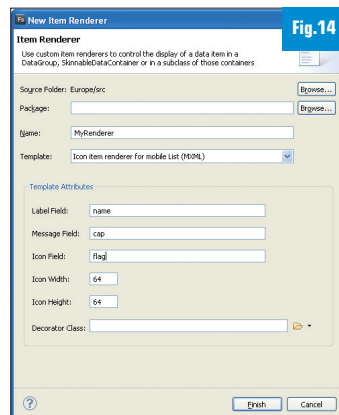 New Item Renderer
Fig.14
Item Renderer
Use custom item renderers to control the display of a data item in a
DataGroup, SkinnableDataContainer or in a subclass of those containers
Source Folder: Europe/src
Browse...
Package:
Browse...
Name: MyRenderer
Template: Icon item renderer for mobile List (MXML)
Template Attributes
Label Field: name
Message Field: cap
Icon Field: flag
Icon Width: 64
Icon Height: 64
Decorator Class:
Finish
Cancel